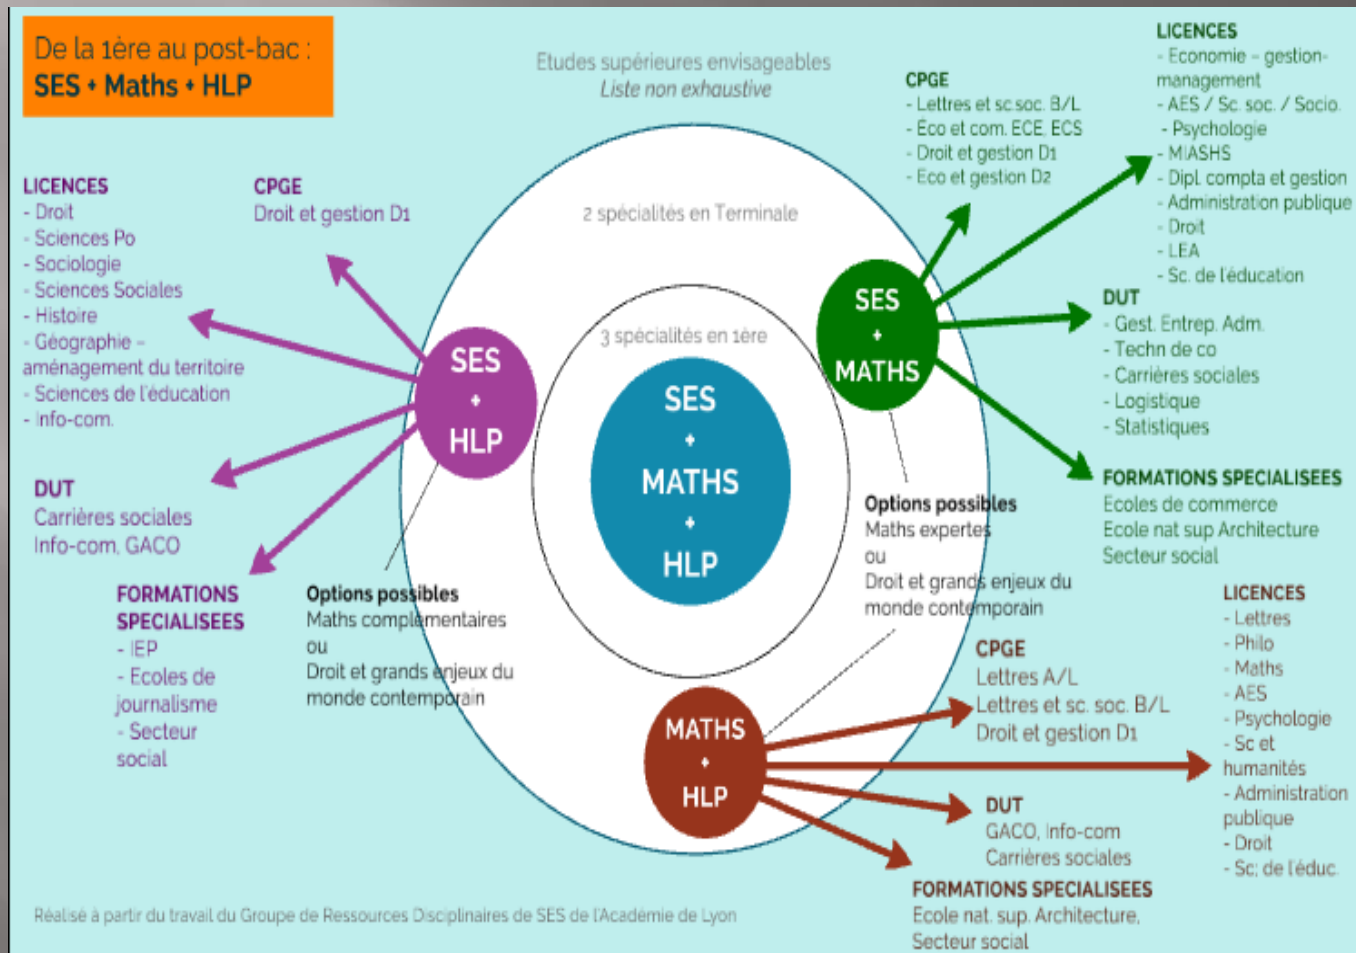 De la 1ère au post-bac :
SES + Maths + HLP
Etudes supérieures envisageables
Liste non exhaustive
2 spécialités en Terminale
3 spécialités en 1ère
SES
+
MATHS
+
HLP
SES
+
HLP
LICENCES
- Droit
- Sciences Po
- Sociologie
- Sciences Sociales
- Histoire
- Géographie –
aménagement du territoire
- Sciences de l'éducation
- Info-com.
CPGE
Droit et gestion D1
DUT
Carrières sociales
Info-com, GACO
FORMATIONS
SPECIALISEES
- IEP
- Ecoles de
journalisme
- Secteur
social
Options possibles
Maths complémentaires
ou
Droit et grands enjeux du
monde contemporain
SES
+
MATHS
CPGE
- Lettres et sc.soc. B/L
- Éco et com. ECE, ECS
- Droit et gestion D1
- Eco et gestion D2
LICENCES
- Economie – gestion-
management
- AES / Sc. soc. / Socio.
- Psychologie
- MIASHS
- Dipl. compta et gestion
- Administration publique
- Droit
- LEA
- Sc. de l'éducation
DUT
- Gest. Entrep. Adm.
- Techn de co
- Carrières sociales
- Logistique
- Statistiques
FORMATIONS SPECIALISEES
Ecoles de commerce
Ecole nat sup Architecture
Secteur social
Options possibles
Maths expertes
ou
Droit et grands enjeux du
monde contemporain
MATHS
+
HLP
CPGE
Lettres A/L
Lettres et sc. soc. B/L
Droit et gestion D1
LICENCES
- Lettres
- Philo
- Maths
- AES
- Psychologie
- Sc et
humanités
- Administration
publique
- Droit
- Sc; de l'éduc.
DUT
GACO, Info-com
Carrières sociales
FORMATIONS SPECIALISEES
Ecole nat. sup. Architecture,
Secteur social
Réalisé à partir du travail du Groupe de Ressources Disciplinaires de SES de l'Académie de Lyon